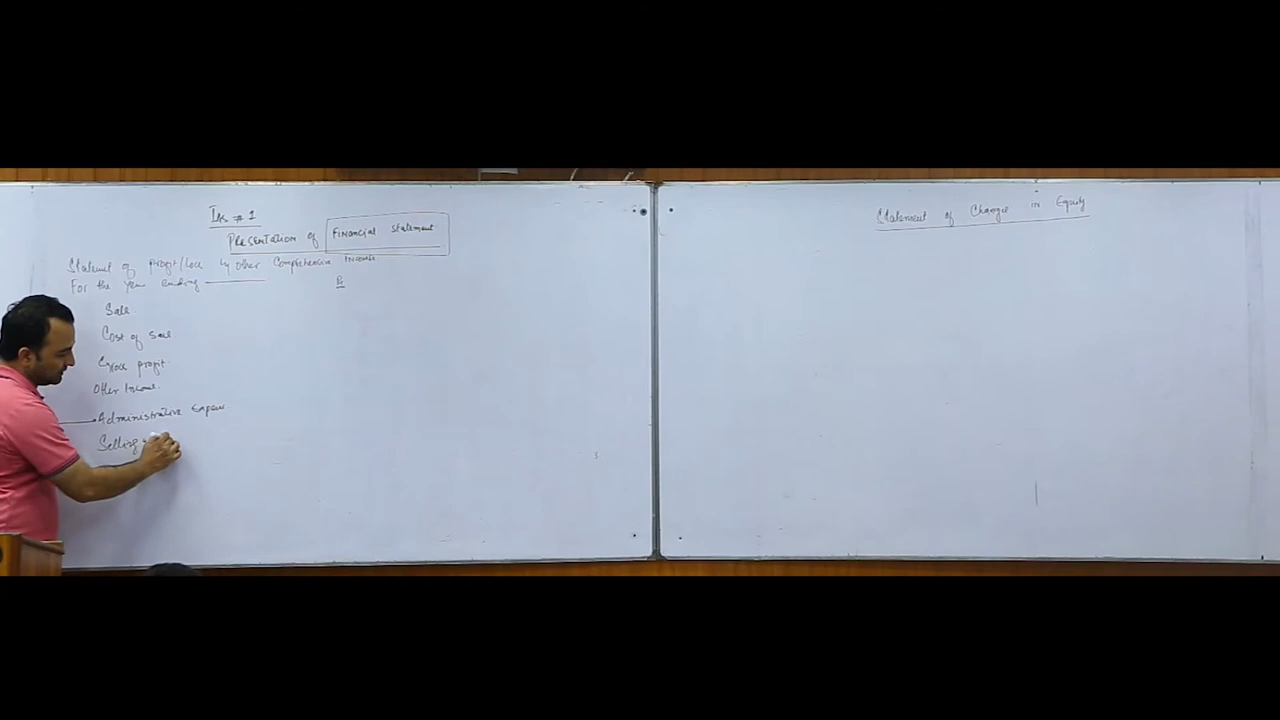 IAS # 1
Presentation of Financial Statement
Statement of profit/loss & other Comprehensive Income
For the year ending
Rs
Sale
Cost of sale
Gross profit
Other Income
Administrative Expense
Selling
Statement of Changes in Equity